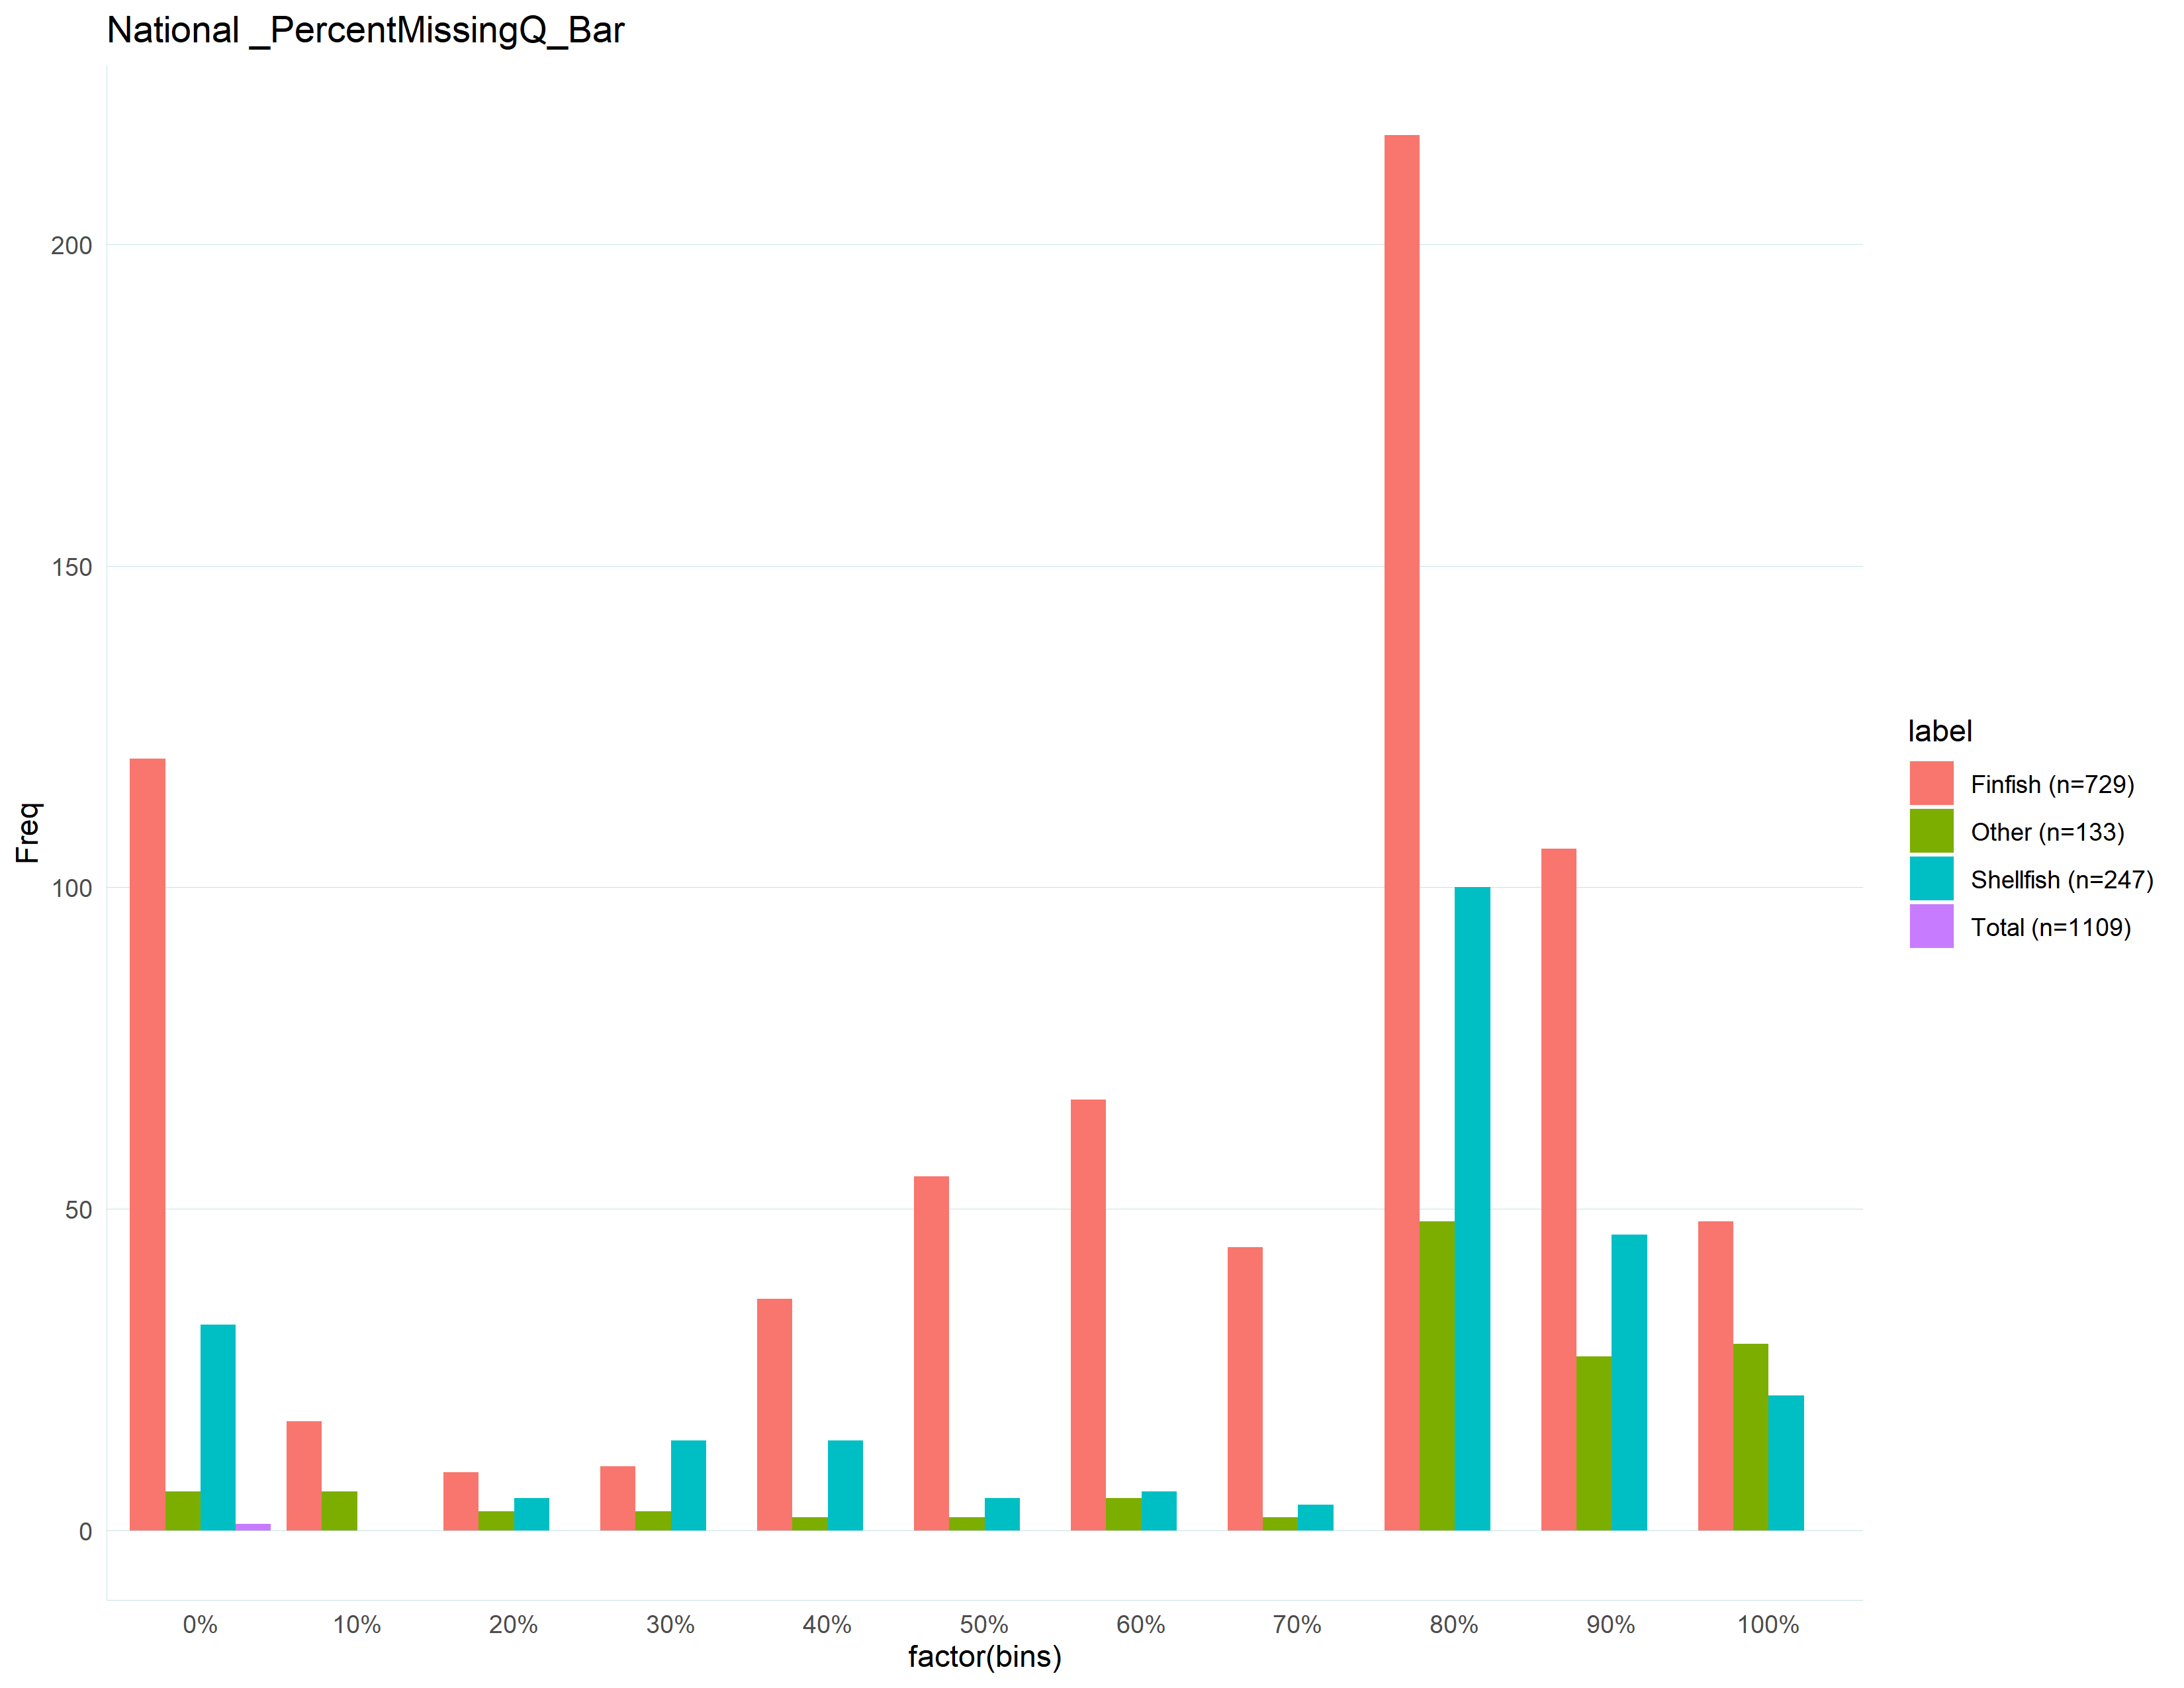 National _PercentMissingQ_Bar
Freq
200
150
100
50
0
0% 10% 20% 30% 40% 50% 60% 70% 80% 90% 100%
factor(bins)
label
Finfish (n=729)
Other (n=133)
Shellfish (n=247)
Total (n=1109)